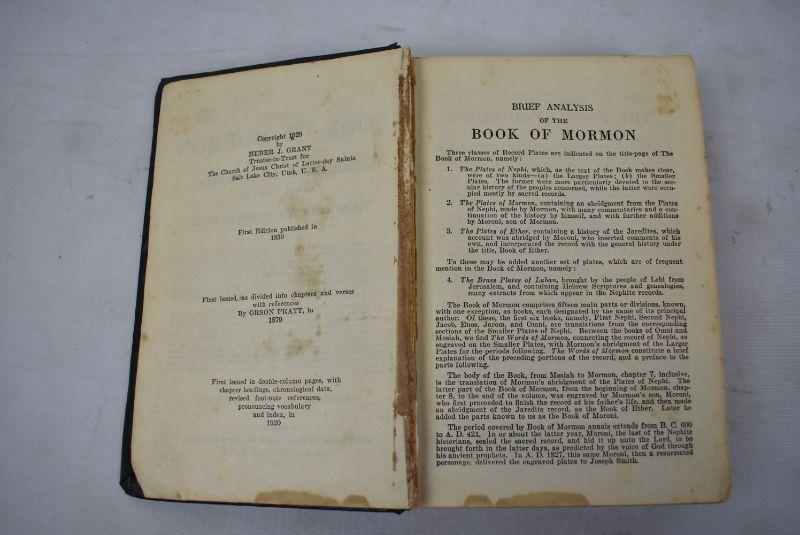 Copyright 1920
by
HEBER J. GRANT
Trustee-in-Trust for
The Church of Jesus Christ of Latter-day Saints
Salt Lake City, Utah, U. S. A.
First Edition published in
1830
First issued, as divided into chapters and verses
with references
By ORSON PRATT, in
1879
First issued in double-column pages, with
chapter headings, chronological data,
revised foot-note references,
pronouncing vocabulary
and index, in
1920
BRIEF ANALYSIS
OF THE
BOOK OF MORMON
Three classes of Record Plates are indicated on the title-page of The
Book of Mormon, namely:
1. The Plates of Nephi, which, as the text of the Book makes clear,
were of two kinds—(a) the Larger Plates; (b) the Smaller
Plates. The former were more particularly devoted to the sec-
ular history of the peoples concerned, while the latter were occu-
pied mostly by sacred records.
2. The Plates of Mormon, containing an abridgment from the Plates
of Nephi, made by Mormon, with many commentaries and a con-
tinuation of the history by himself, and with further additions
by Moroni, son of Mormon.
3. The Plates of Ether, containing a history of the Jaredites, which
account was abridged by Moroni, who inserted comments of his
own, and incorporated the record with the general history under
the title, Book of Ether.
To these may be added another set of plates, which are of frequent
mention in the Book of Mormon, namely:
4. The Brass Plates of Laban, brought by the people of Lehi from
Jerusalem, and containing Hebrew Scriptures and genealogies,
many extracts from which appear in the Nephite records.
The Book of Mormon comprises fifteen main parts or divisions, known,
with one exception, as books, each designated by the name of its principal
author. Of these, the first six books, namely, First Nephi, Second Nephi,
Jacob, Enos, Jarom, and Omni, are translations from the corresponding
sections of the Smaller Plates of Nephi. Between the books of Omni and
Mosiah, we find The Words of Mormon, connecting the record of Nephi, as
engraved on the Smaller Plates, with Mormon's abridgment of the Larger
Plates for the periods following. The Words of Mormon constitute a brief
explanation of the preceding portions of the record, and a preface to the
parts following.
The body of the Book, from Mosiah to Mormon, chapter 7, inclusive,
is the translation of Mormon's abridgment of the Plates of Nephi. The
latter part of the Book of Mormon, from the beginning of Mormon, chap-
ter 8, to the end of the volume, was engraved by Mormon's son, Moroni,
who first proceeded to finish the record of his father's life, and then made
an abridgment of the Jaredite record, as the Book of Ether. Later he
added the parts known to us as the Book of Moroni.
The period covered by Book of Mormon annals extends from B. C. 600
to A. D. 421. In or about the latter year, Moroni, the last of the Nephite
historians, sealed the sacred record, and hid it up unto the Lord, to be
brought forth in the latter days, as predicted by the voice of God through
his ancient prophets. In A. D. 1827, this same Moroni, then a resurrected
personage, delivered the engraved plates to Joseph Smith.